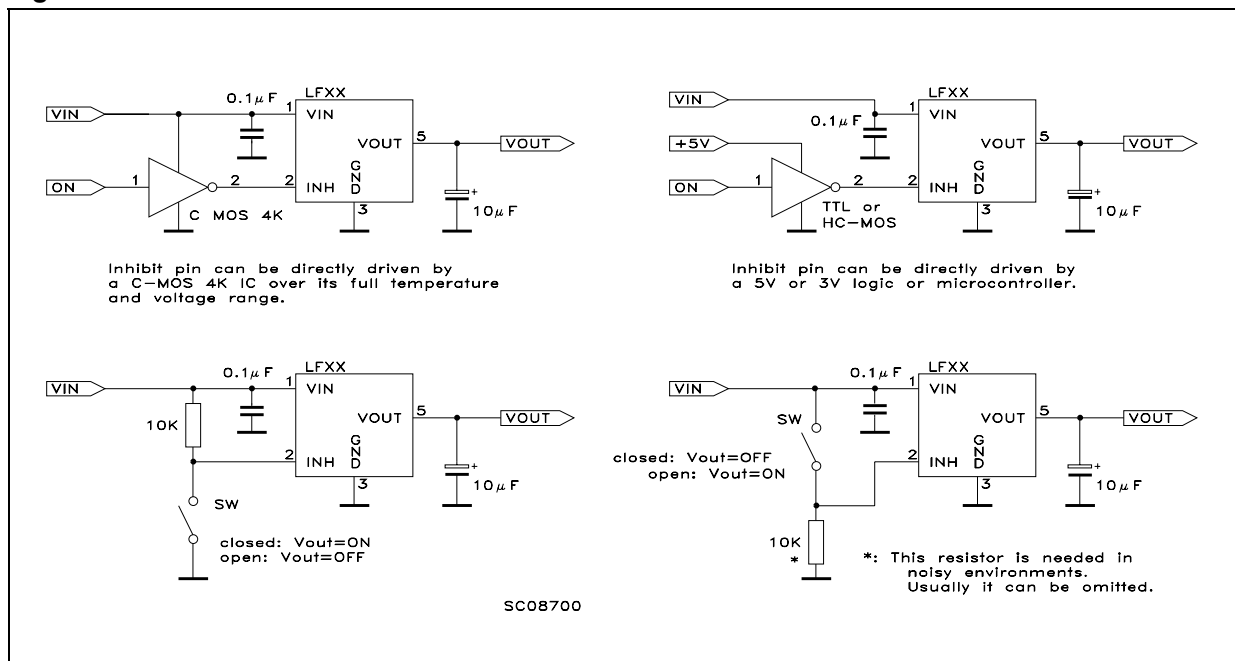 LFXX
VIN
0.1µF
1
VIN
5
VOUT
VOUT
ON
1
2
2
INH
G
N
D
3
+
10µF
C MOS 4K
Inhibit pin can be directly driven by
a C-MOS 4K IC over its full temperature
and voltage range.
LFXX
VIN
0.1µF
1
VIN
+5V
5
VOUT
VOUT
ON
1
2
2
INH
G
N
D
3
+
10µF
TTL or
HC-MOS
Inhibit pin can be directly driven by
a 5V or 3V logic or microcontroller.
LFXX
VIN
0.1µF
1
VIN
5
VOUT
VOUT
10K
2
INH
G
N
D
3
+
10µF
SW
closed: Vout=ON
open: Vout=OFF
LFXX
VIN
0.1µF
1
VIN
5
VOUT
VOUT
SW
closed: Vout=OFF
open: Vout=ON
2
INH
G
N
D
3
+
10µF
10K
*
*: This resistor is needed in
noisy environments.
Usually it can be omitted.
SC08700